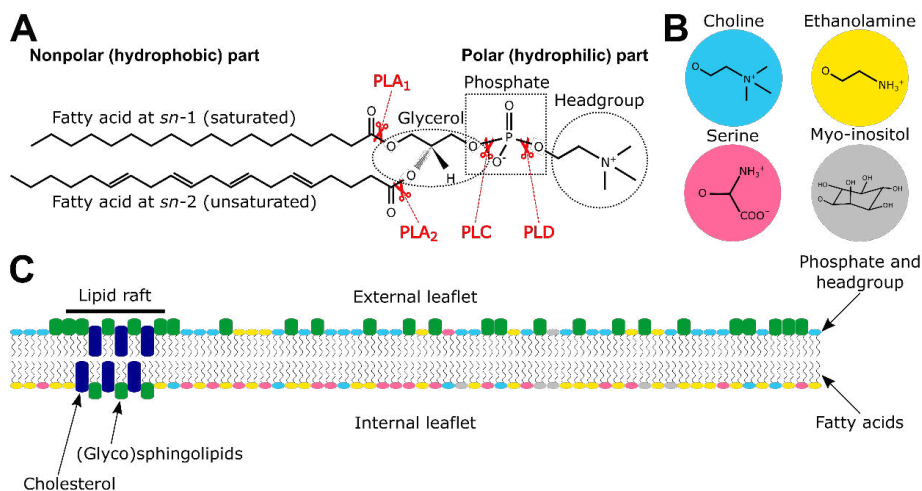 A
Nonpolar (hydrophobic) part
Polar (hydrophilic) part
PLA1
Phosphate
Headgroup
Fatty acid at sn-1 (saturated)
Glycerol
O
O
O
O
P
O
O-
N+
H
O
O
Fatty acid at sn-2 (unsaturated)
PLA2
PLC
PLD
B
Choline
Ethanolamine
O
N+
O
NH3+
Serine
Myo-inositol
NH3+
O
COO-
OH
HO
OH
O
HO
OH
C
Lipid raft
External leaflet
Phosphate and
headgroup
Internal leaflet
Fatty acids
(Glyco)sphingolipids
Cholesterol